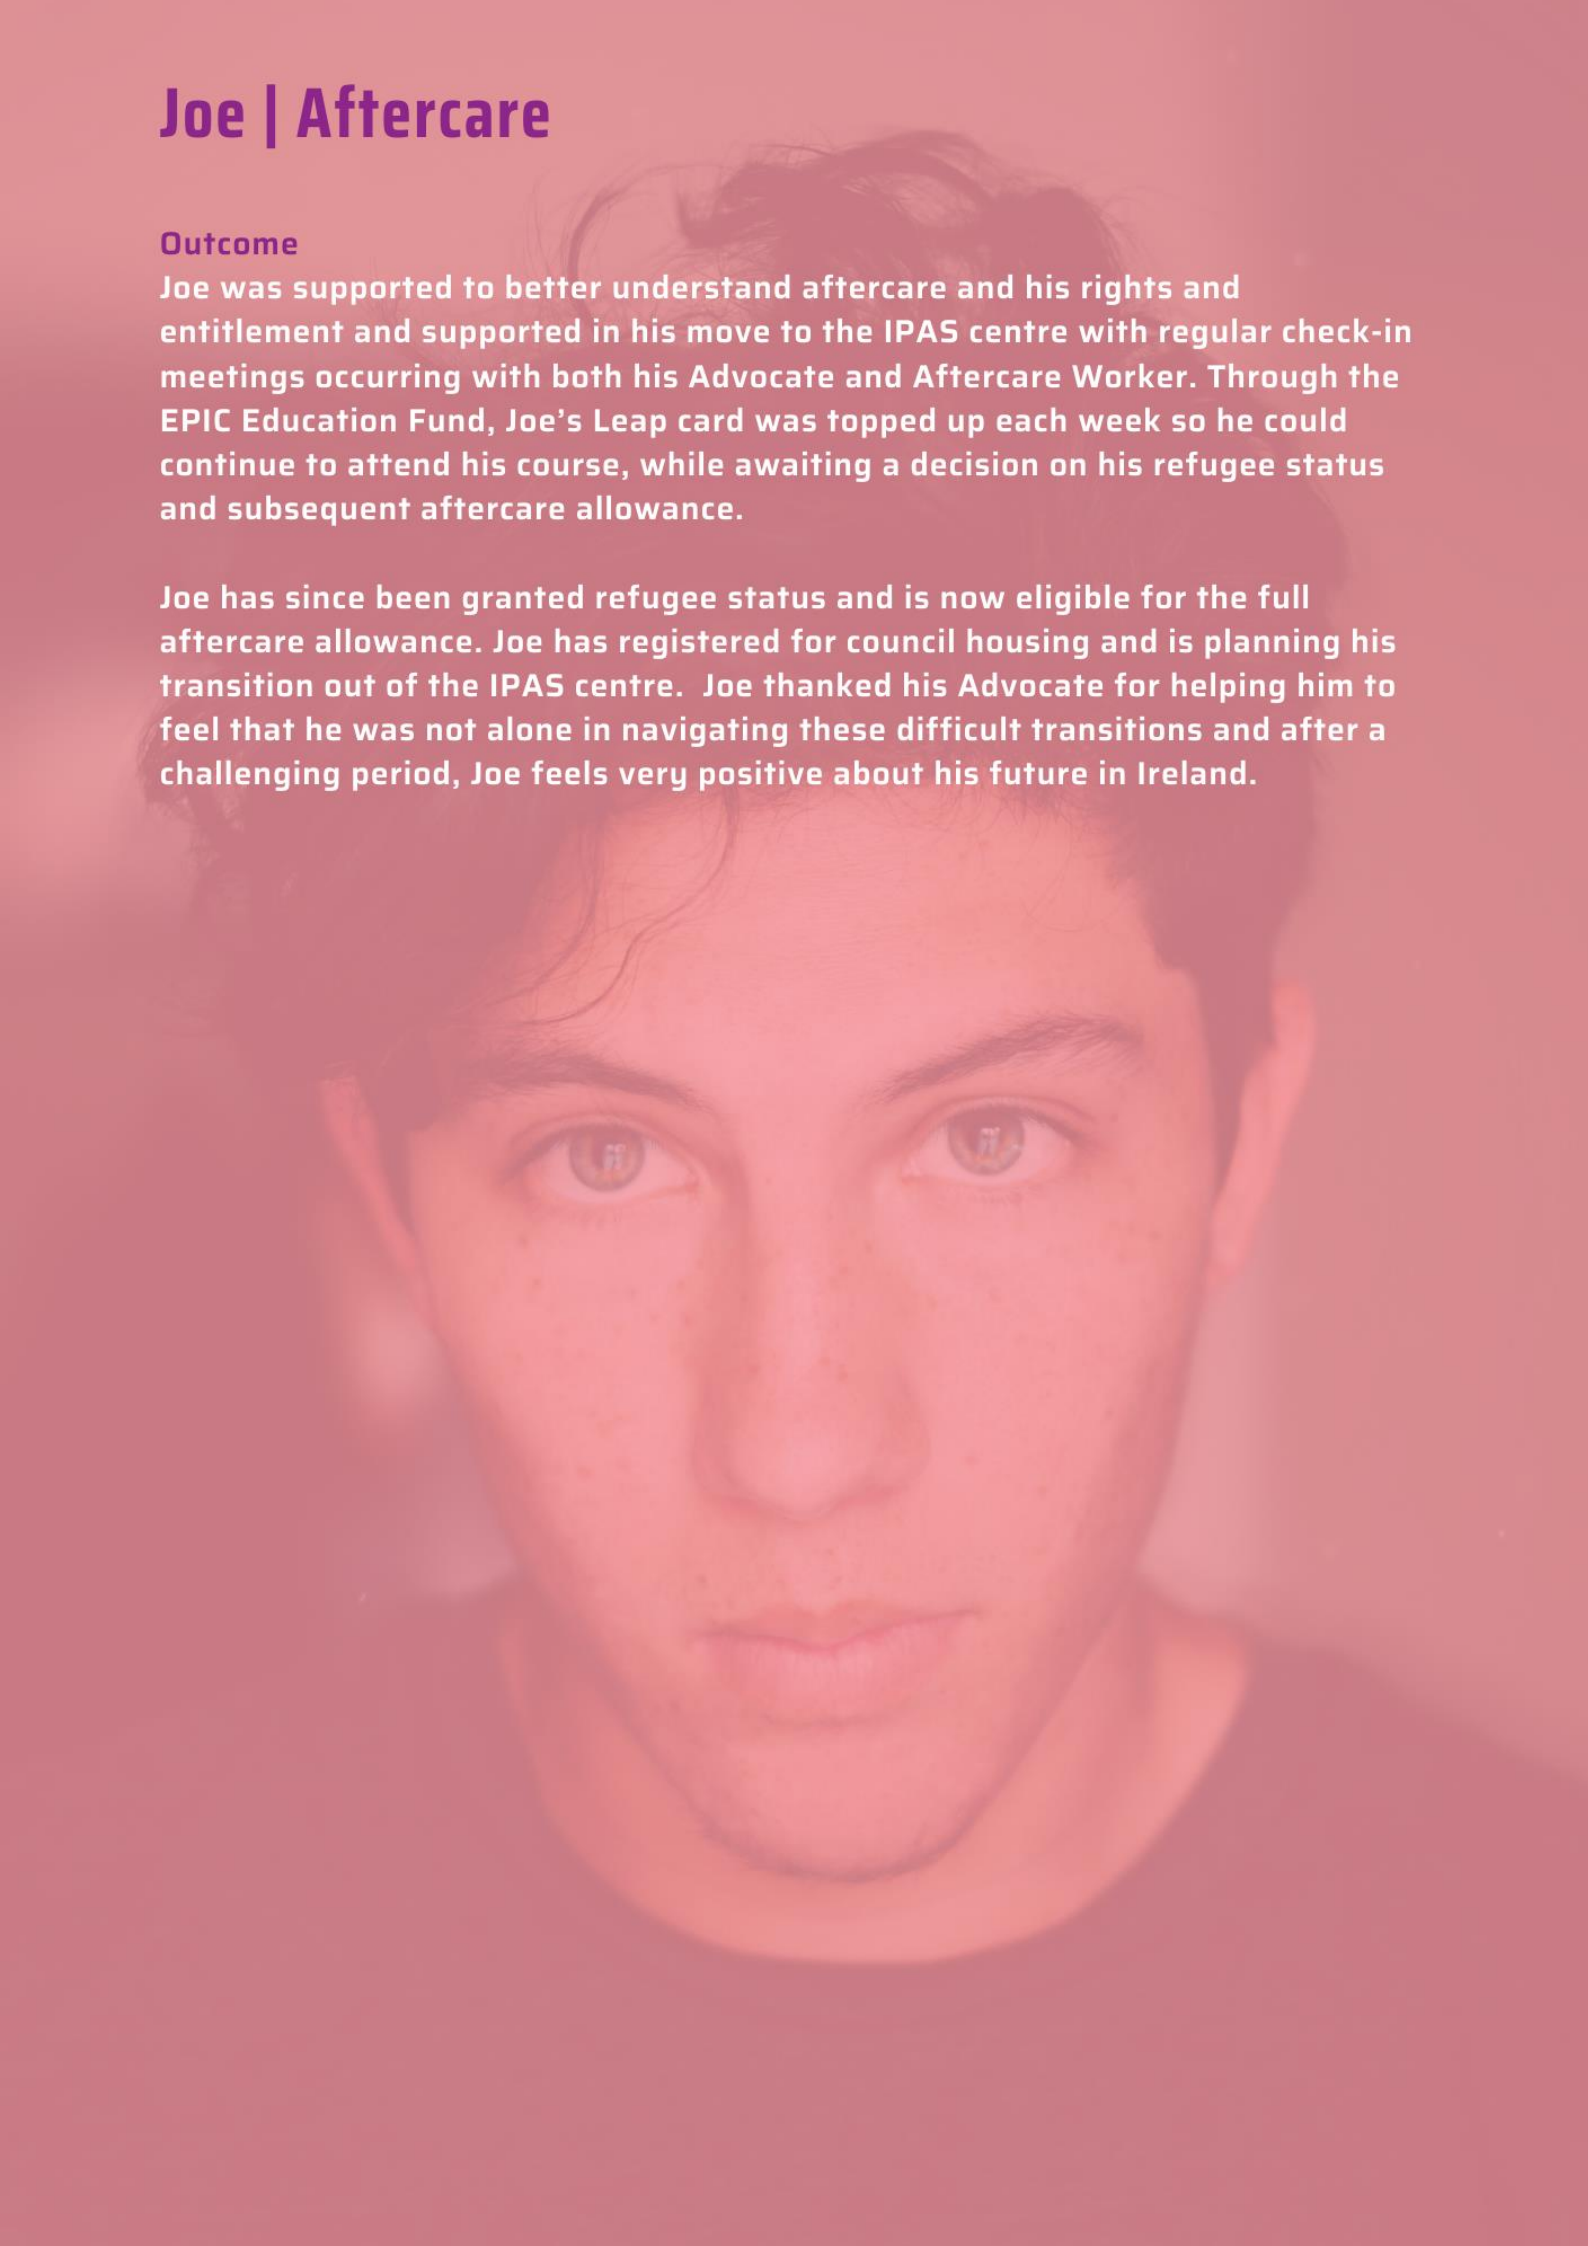 Joe | Aftercare
Outcome
Joe was supported to better understand aftercare and his rights and
entitlement and supported in his move to the IPAS centre with regular check-in
meetings occurring with both his Advocate and Aftercare Worker. Through the
EPIC Education Fund, Joe’s Leap card was topped up each week so he could
continue to attend his course, while awaiting a decision on his refugee status
and subsequent aftercare allowance.
Joe has since been granted refugee status and is now eligible for the full
aftercare allowance. Joe has registered for council housing and is planning his
transition out of the IPAS centre.  Joe thanked his Advocate for helping him to
feel that he was not alone in navigating these difficult transitions and after a
challenging period, Joe feels very positive about his future in Ireland.